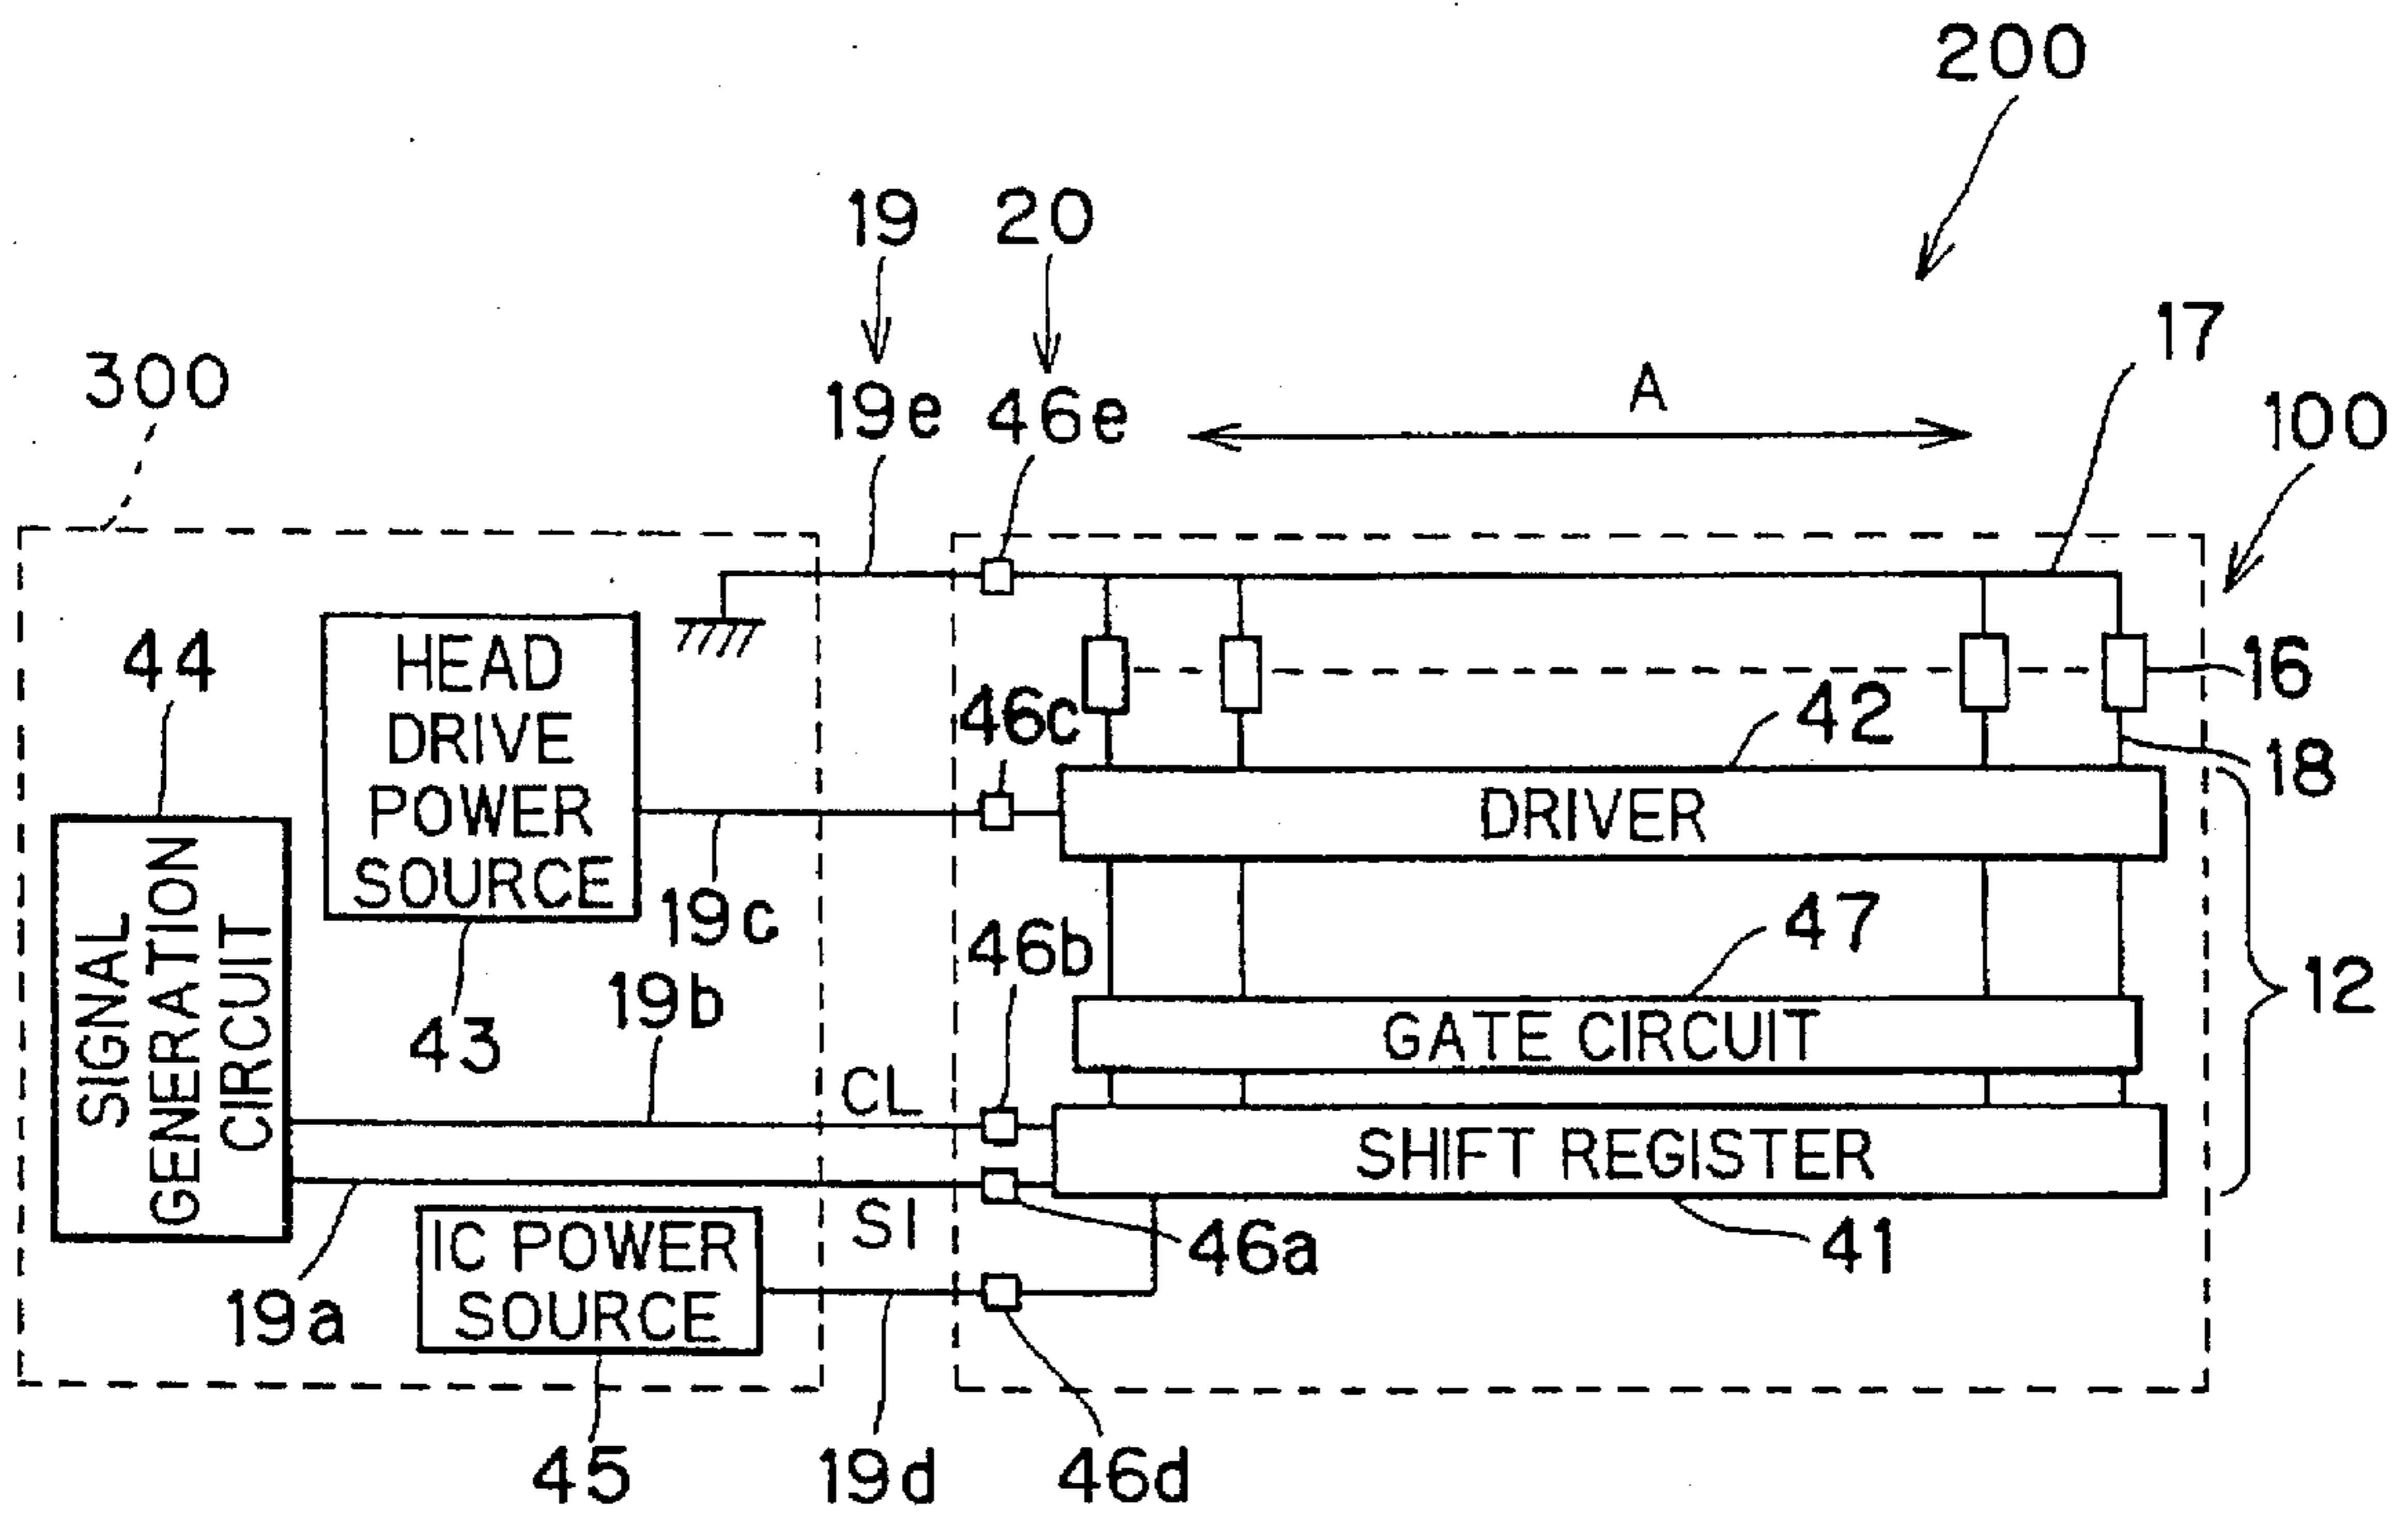 200
19 20
17
300
19e 46e
A
100
44
HEAD
DRIVE
POWER
SOURCE
46c
42
16
18
DRIVER
SIGNAL
GENERATION
CIRCUIT
19c
46b
47
12
43
19b
GATE CIRCUIT
CL
SHIFT REGISTER
SI
46a
41
IC POWER
SOURCE
19a
45
19d
46d